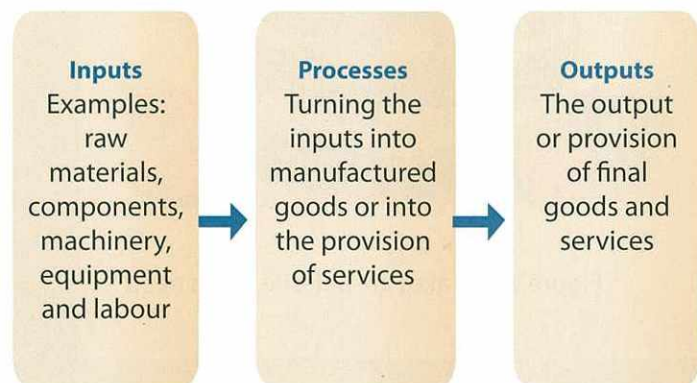 Inputs
Examples:
raw
materials,
components,
machinery,
equipment
and labour
Processes
Turning the
inputs into
manufactured
goods or into
the provision
of services
Outputs
The output
or provision
of final
goods and
services